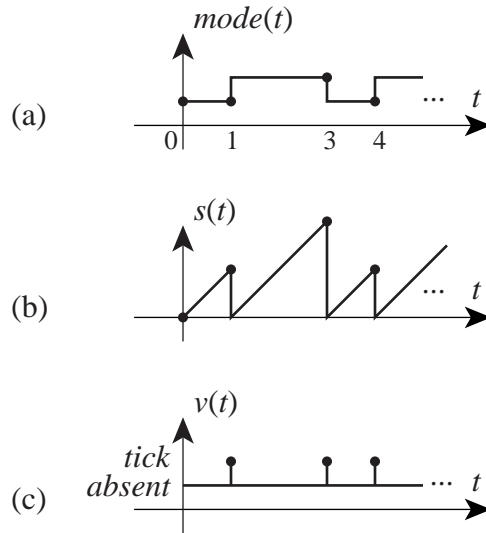 mode(t)
(a)
... t
0 1 3 4
s(t)
(b)
... t
v(t)
tick
absent ... t
(c)